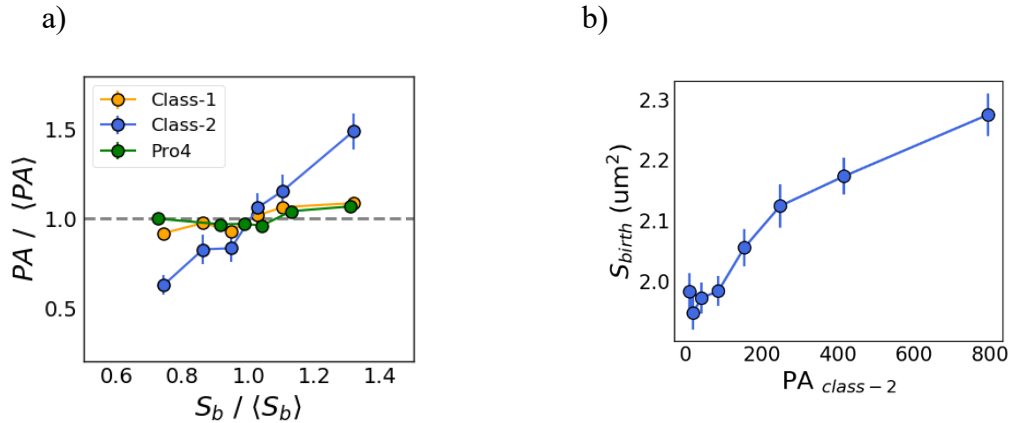 a)
b)
Class-1
Class-2
Pro4
1.5
1.0
0.5
PA / ⟨PA⟩
0.6 0.8 1.0 1.2 1.4
S_b / ⟨S_b⟩
2.3
2.2
2.1
2.0
S_birth (um²)
0 200 400 600 800
PA class−2